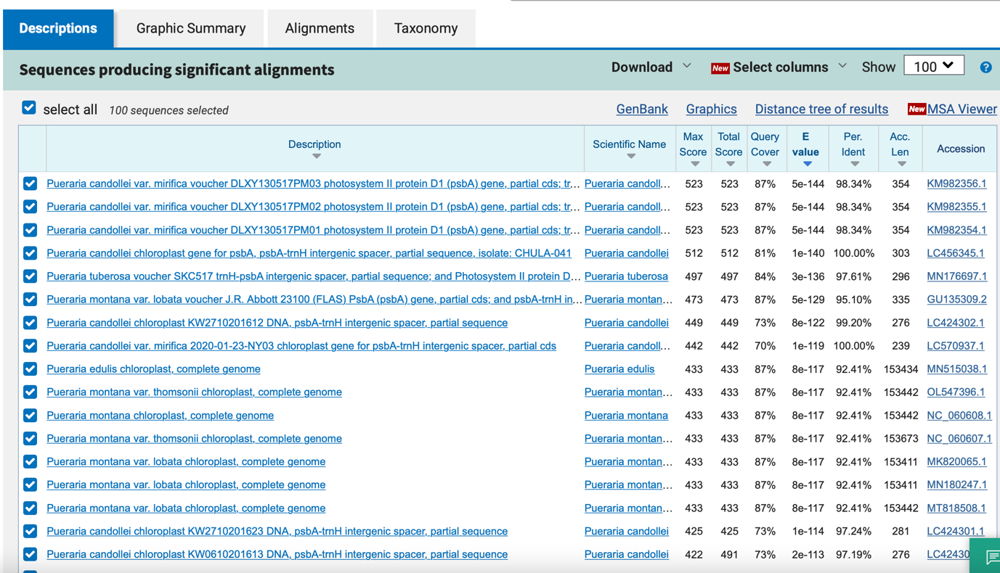 Descriptions Graphic Summary Alignments Taxonomy
Sequences producing significant alignments Download New Select columns Show 100 ?
select all 100 sequences selected GenBank Graphics Distance tree of results New MSA Viewer
Description Scientific Name Max Score Total Score Query Cover E value Per. Ident Acc. Len Accession
Pueraria candollei var. mirifica voucher DLXY130517PM03 photosystem II protein D1 (psbA) gene, partial cds; tr... Pueraria candoll... 523 523 87% 5e-144 98.34% 354 KM982356.1
Pueraria candollei var. mirifica voucher DLXY130517PM02 photosystem II protein D1 (psbA) gene, partial cds; tr... Pueraria candoll... 523 523 87% 5e-144 98.34% 354 KM982355.1
Pueraria candollei var. mirifica voucher DLXY130517PM01 photosystem II protein D1 (psbA) gene, partial cds; tr... Pueraria candoll... 523 523 87% 5e-144 98.34% 354 KM982354.1
Pueraria candollei chloroplast gene for psbA, psbA-trnH intergenic spacer, partial sequence, isolate: CHULA-041 Pueraria candollei 512 512 81% 1e-140 100.00% 303 LC456345.1
Pueraria tuberosa voucher SKC517 trnH-psbA intergenic spacer, partial sequence; and Photosystem II protein D... Pueraria tuberosa 497 497 84% 3e-136 97.61% 296 MN176697.1
Pueraria montana var. lobata voucher J.R. Abbott 23100 (FLAS) PsbA (psbA) gene, partial cds; and psbA-trnH in... Pueraria montan... 473 473 87% 5e-129 95.10% 335 GU135309.2
Pueraria candollei chloroplast KW2710201612 DNA, psbA-trnH intergenic spacer, partial sequence Pueraria candollei 449 449 73% 8e-122 99.20% 276 LC424302.1
Pueraria candollei var. mirifica 2020-01-23-NY03 chloroplast gene for psbA-trnH intergenic spacer, partial cds Pueraria candoll... 442 442 70% 1e-119 100.00% 239 LC570937.1
Pueraria edulis chloroplast, complete genome Pueraria edulis 433 433 87% 8e-117 92.41% 153434 MN515038.1
Pueraria montana var. thomsonii chloroplast, complete genome Pueraria montan... 433 433 87% 8e-117 92.41% 153442 OL547396.1
Pueraria montana chloroplast, complete genome Pueraria montana 433 433 87% 8e-117 92.41% 153442 NC_060608.1
Pueraria montana var. thomsonii chloroplast, complete genome Pueraria montan... 433 433 87% 8e-117 92.41% 153673 NC_060607.1
Pueraria montana var. lobata chloroplast, complete genome Pueraria montan... 433 433 87% 8e-117 92.41% 153411 MK820065.1
Pueraria montana var. lobata chloroplast, complete genome Pueraria montan... 433 433 87% 8e-117 92.41% 153411 MN180247.1
Pueraria montana var. lobata chloroplast, complete genome Pueraria montan... 433 433 87% 8e-117 92.41% 153442 MT818508.1
Pueraria candollei chloroplast KW2710201623 DNA, psbA-trnH intergenic spacer, partial sequence Pueraria candollei 425 425 73% 1e-114 97.24% 281 LC424301.1
Pueraria candollei chloroplast KW0610201613 DNA, psbA-trnH intergenic spacer, partial sequence Pueraria candollei 422 491 73% 2e-113 97.19% 276 LC42430